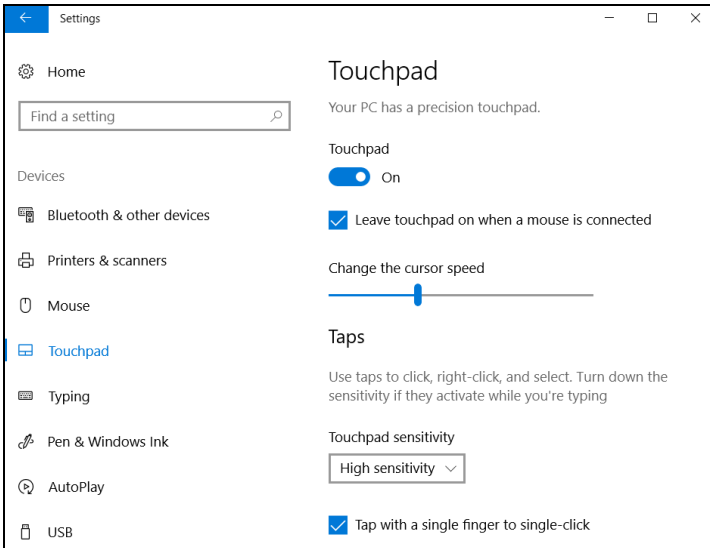 Settings
Home
Find a setting
Devices
Bluetooth & other devices
Printers & scanners
Mouse
Touchpad
Typing
Pen & Windows Ink
AutoPlay
USB
Touchpad
Your PC has a precision touchpad.
Touchpad
On
Leave touchpad on when a mouse is connected
Change the cursor speed
Taps
Use taps to click, right-click, and select. Turn down the
sensitivity if they activate while you're typing
Touchpad sensitivity
High sensitivity
Tap with a single finger to single-click